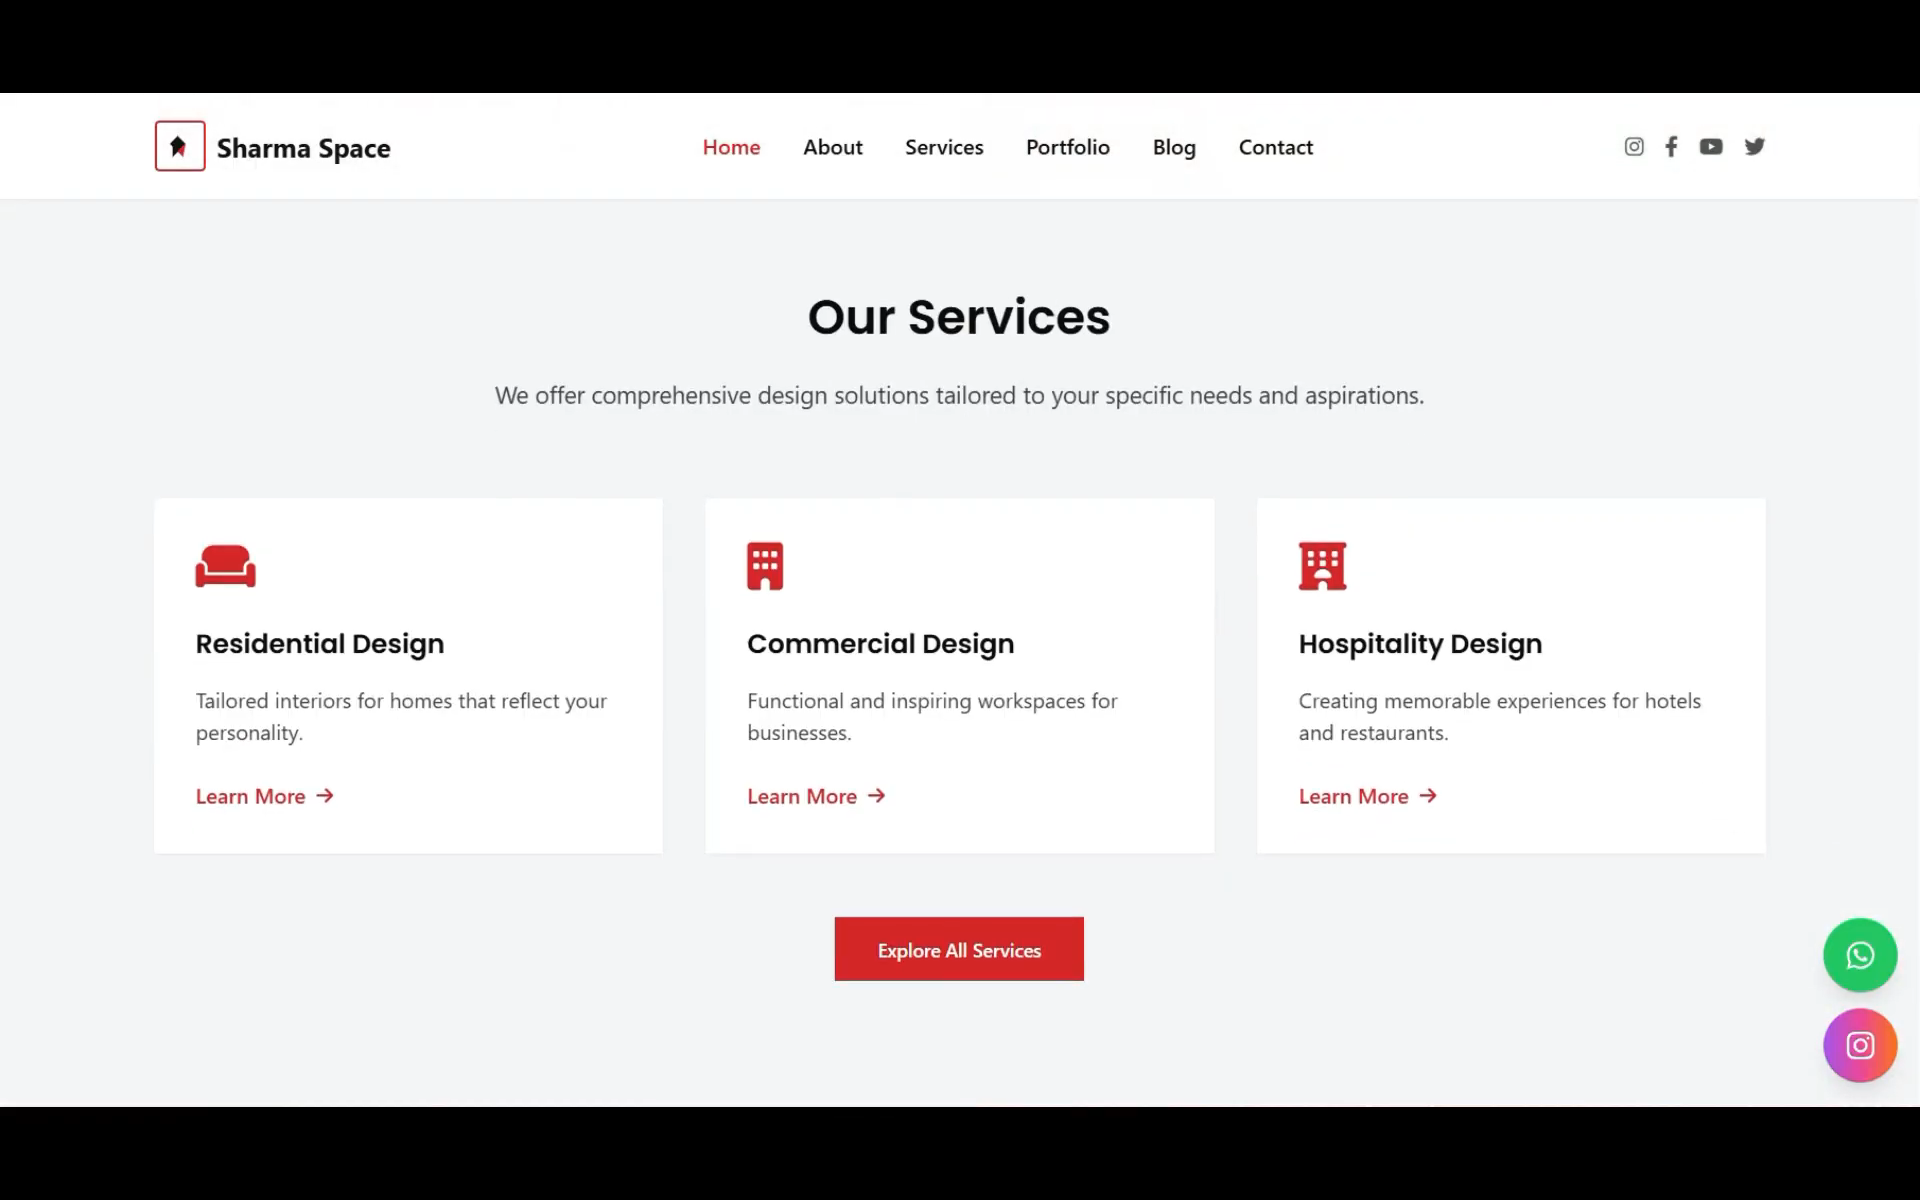 Sharma Space
Home About Services Portfolio Blog Contact
Our Services
We offer comprehensive design solutions tailored to your specific needs and aspirations.
Residential Design
Tailored interiors for homes that reflect your
personality.
Learn More →
Commercial Design
Functional and inspiring workspaces for
businesses.
Learn More →
Hospitality Design
Creating memorable experiences for hotels
and restaurants.
Learn More →
Explore All Services